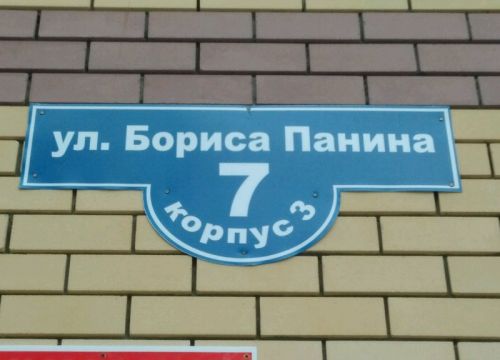 ул. Бориса Панина
7
корпус 3